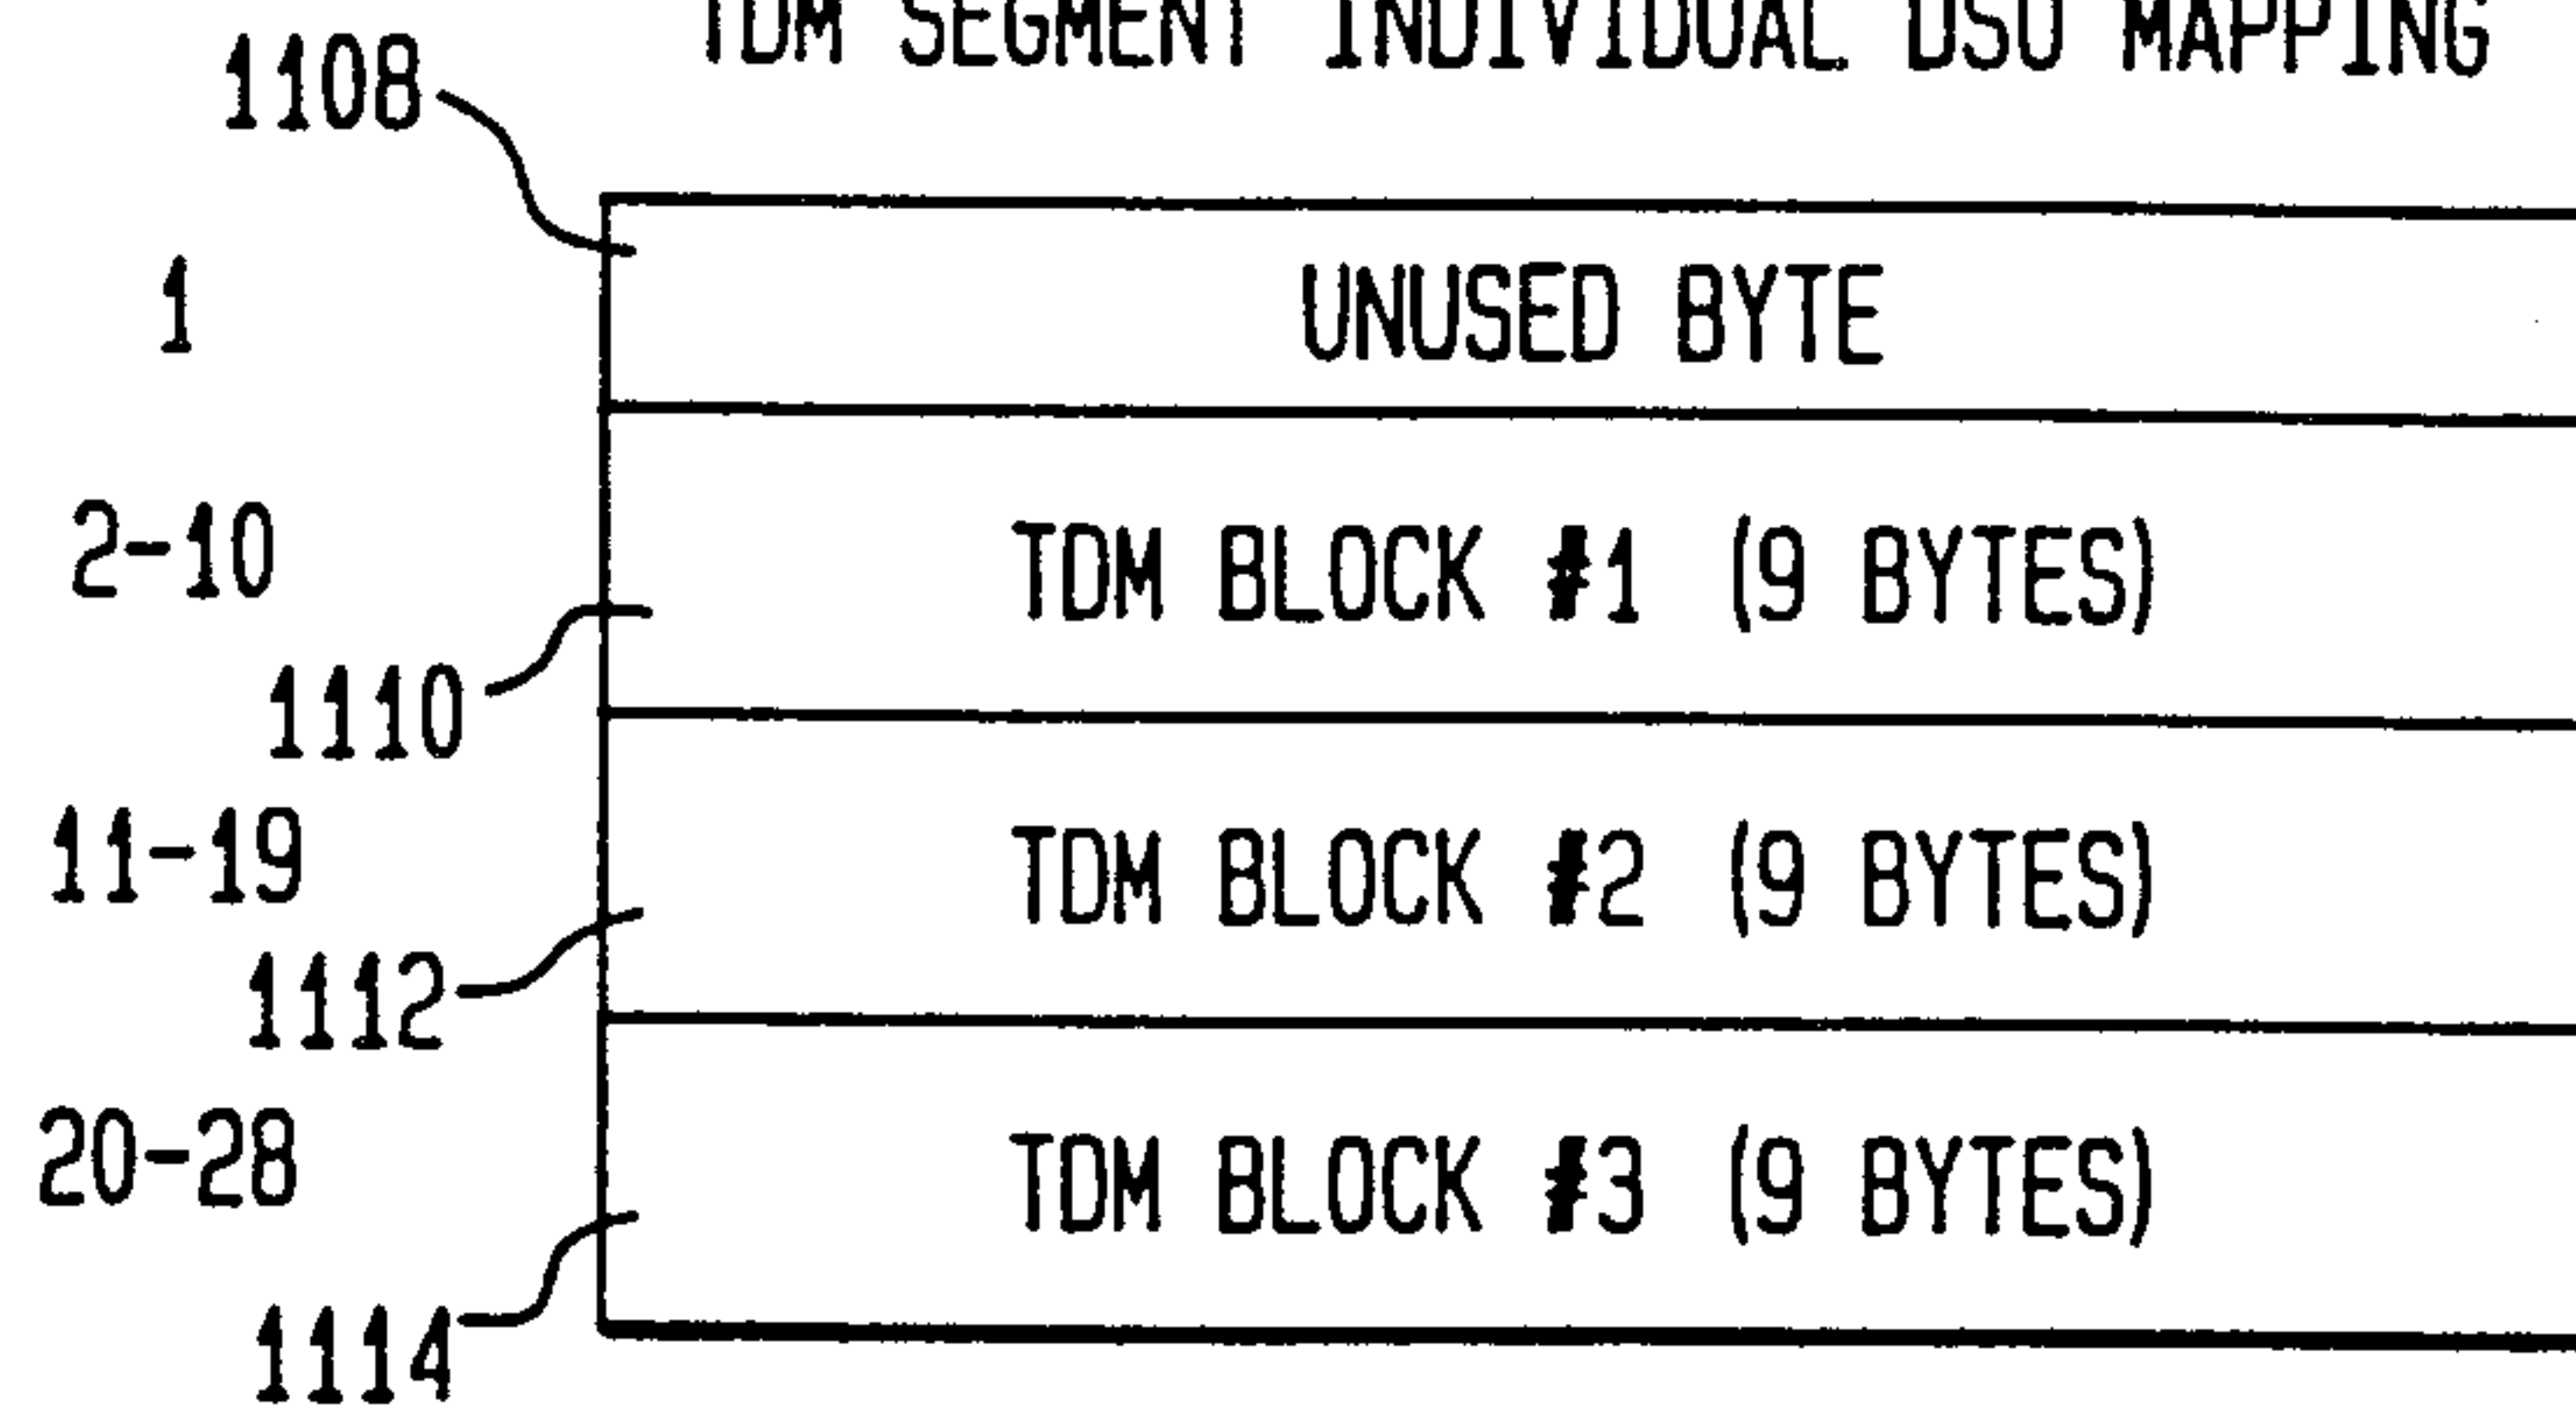 TDM SEGMENT INDIVIDUAL DS0 MAPPING
1108
1
UNUSED BYTE
2-10
TDM BLOCK #1 (9 BYTES)
1110
11-19
TDM BLOCK #2 (9 BYTES)
1112
20-28
TDM BLOCK #3 (9 BYTES)
1114